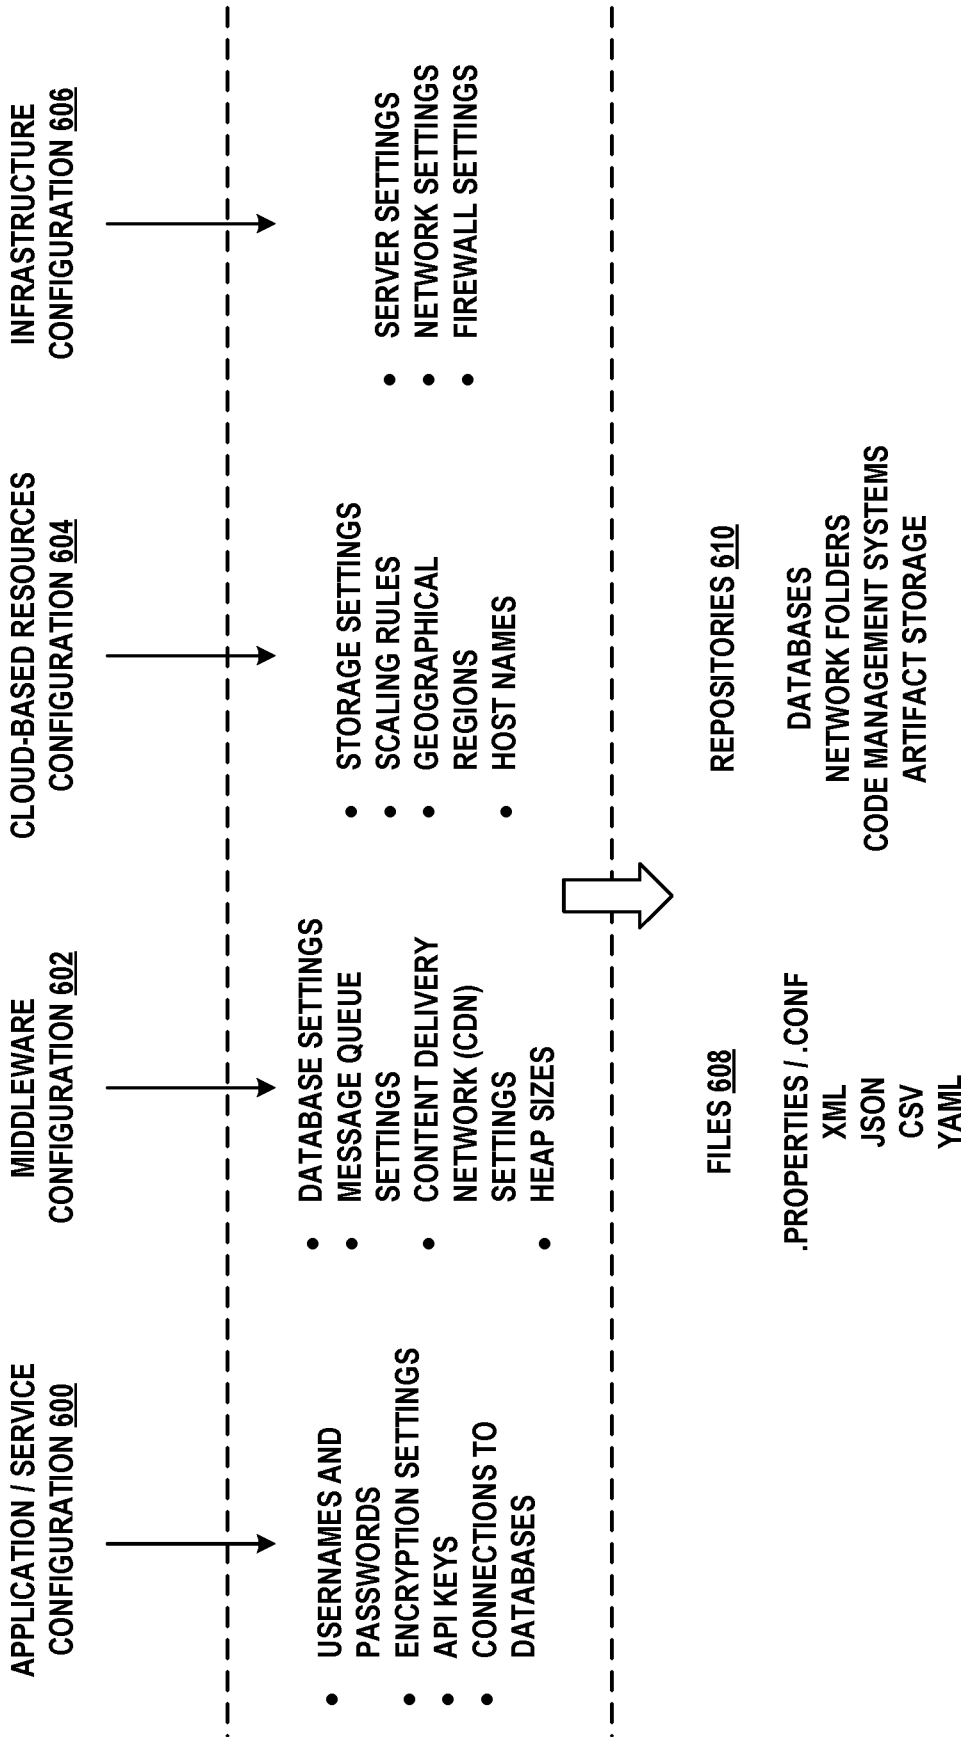 APPLICATION / SERVICE
CONFIGURATION 600
MIDDLEWARE
CONFIGURATION 602
CLOUD-BASED RESOURCES
CONFIGURATION 604
INFRASTRUCTURE
CONFIGURATION 606
• USERNAMES AND
PASSWORDS
• ENCRYPTION SETTINGS
• API KEYS
• CONNECTIONS TO
DATABASES
• DATABASE SETTINGS
• MESSAGE QUEUE
SETTINGS
• CONTENT DELIVERY
NETWORK (CDN)
SETTINGS
• HEAP SIZES
• STORAGE SETTINGS
• SCALING RULES
• GEOGRAPHICAL
REGIONS
• HOST NAMES
• SERVER SETTINGS
• NETWORK SETTINGS
• FIREWALL SETTINGS
FILES 608
.PROPERTIES / .CONF
XML
JSON
CSV
YAML
REPOSITORIES 610
DATABASES
NETWORK FOLDERS
CODE MANAGEMENT SYSTEMS
ARTIFACT STORAGE